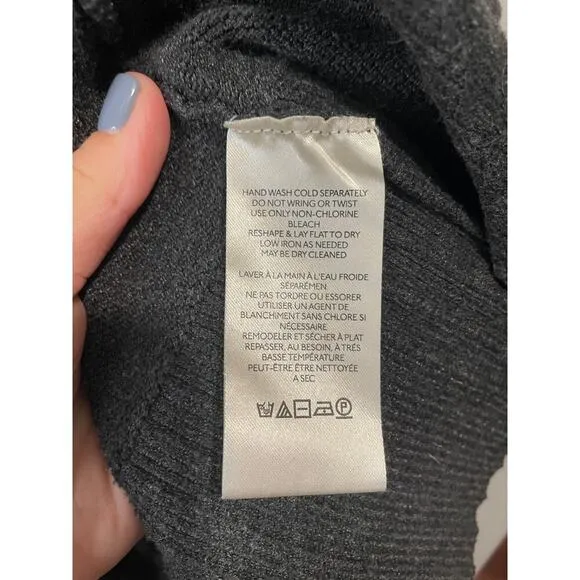 HAND WASH COLD SEPARATELY
DO NOT WRING OR TWIST
USE ONLY NON-CHLORINE
BLEACH
RESHAPE & LAY FLAT TO DRY
LOW IRON AS NEEDED
MAY BE DRY CLEANED
LAVER À LA MAIN À L'EAU FROIDE
SÉPARÉMEN
NE PAS TORDRE OU ESSORER
UTILISER UN AGENT DE
BLANCHIMENT SANS CHLORE SI
NÉCESSAIRE
REMODELER ET SÉCHER À PLAT
REPASSER, AU BESOIN, À TRÉS
BASSE TEMPÉRATURE
PEUT-ÊTRE ÊTRE NETTOYÉE
A SEC
P